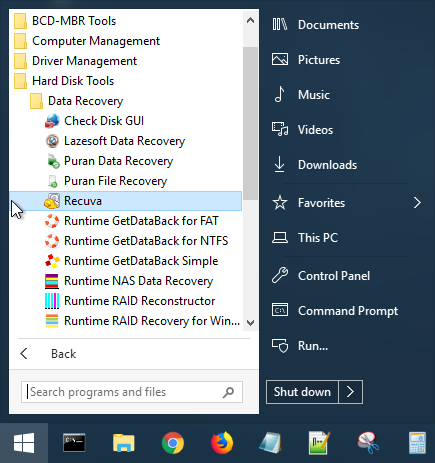 BCD-MBR Tools
Computer Management
Driver Management
Hard Disk Tools
Data Recovery
Check Disk GUI
Lazesoft Data Recovery
Puran Data Recovery
Puran File Recovery
Recuva
Runtime GetDataBack for FAT
Runtime GetDataBack for NTFS
Runtime GetDataBack Simple
Runtime NAS Data Recovery
Runtime RAID Reconstructor
Runtime RAID Recovery for Win...
Back
Search programs and files
Documents
Pictures
Music
Videos
Downloads
Favorites
This PC
Control Panel
Command Prompt
Run...
Shut down